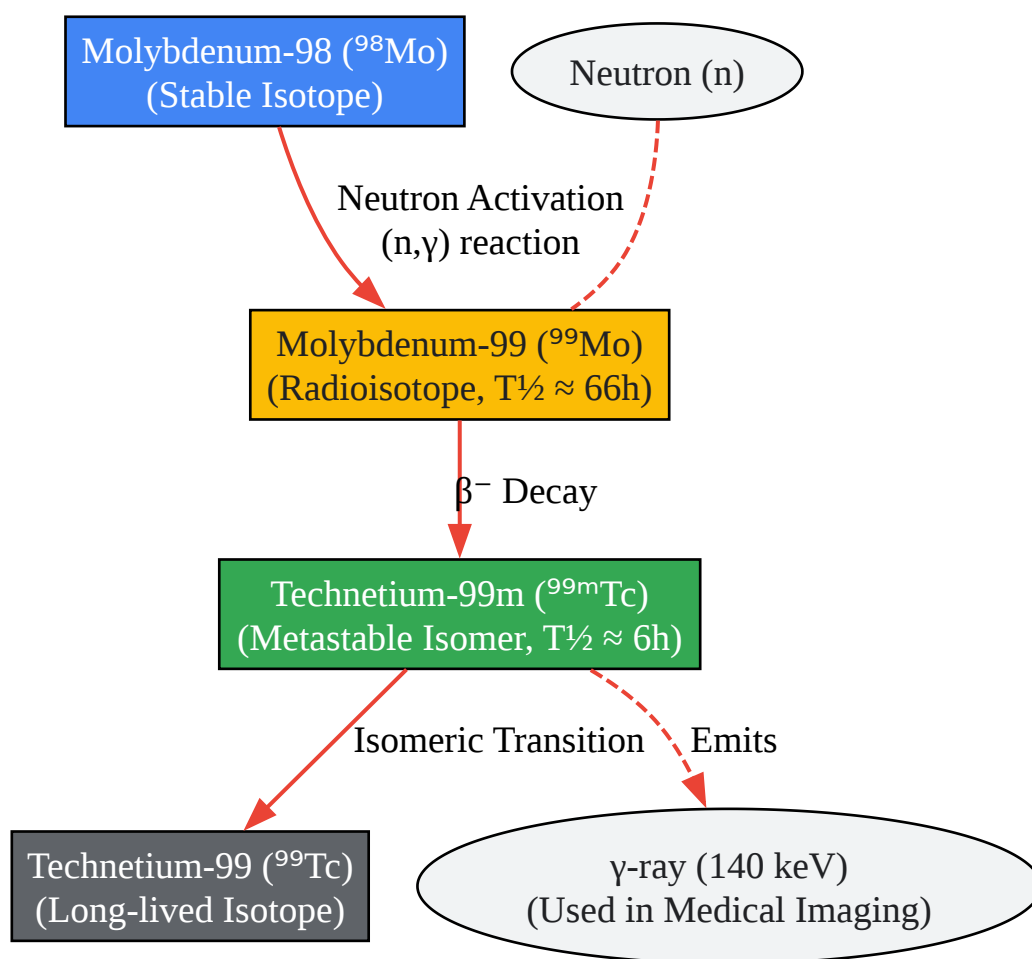 Molybdenum-98 (⁹⁸Mo)
(Stable Isotope)
Neutron (n)
Neutron Activation
(n,γ) reaction
Molybdenum-99 (⁹⁹Mo)
(Radioisotope, T½ ≈ 66h)
β⁻ Decay
Technetium-99m (⁹⁹ᵐTc)
(Metastable Isomer, T½ ≈ 6h)
Isomeric Transition
Emits
Technetium-99 (⁹⁹Tc)
(Long-lived Isotope)
γ-ray (140 keV)
(Used in Medical Imaging)